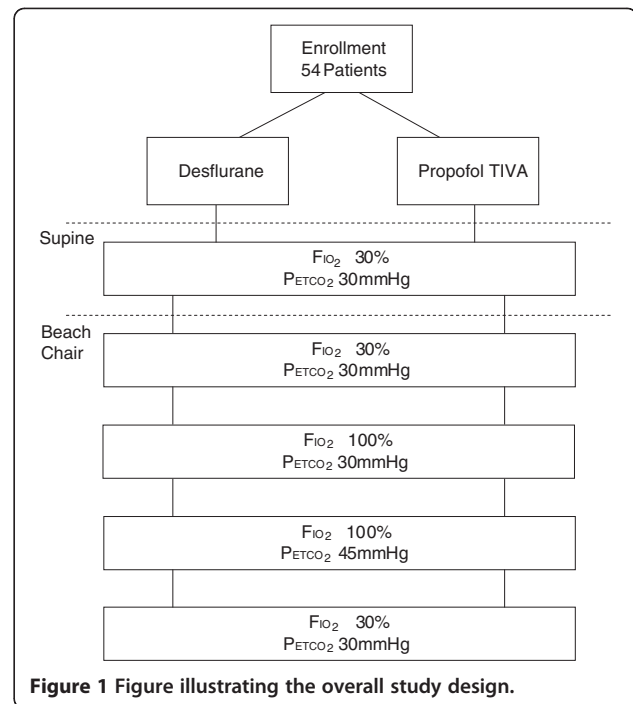 Enrollment
54 Patients
Desflurane
Propofol TIVA
Supine
FIO2 30%
PETCO2 30mmHg
Beach
Chair
FIO2 30%
PETCO2 30mmHg
FIO2 100%
PETCO2 30mmHg
FIO2 100%
PETCO2 45mmHg
FIO2 30%
PETCO2 30mmHg
Figure 1 Figure illustrating the overall study design.